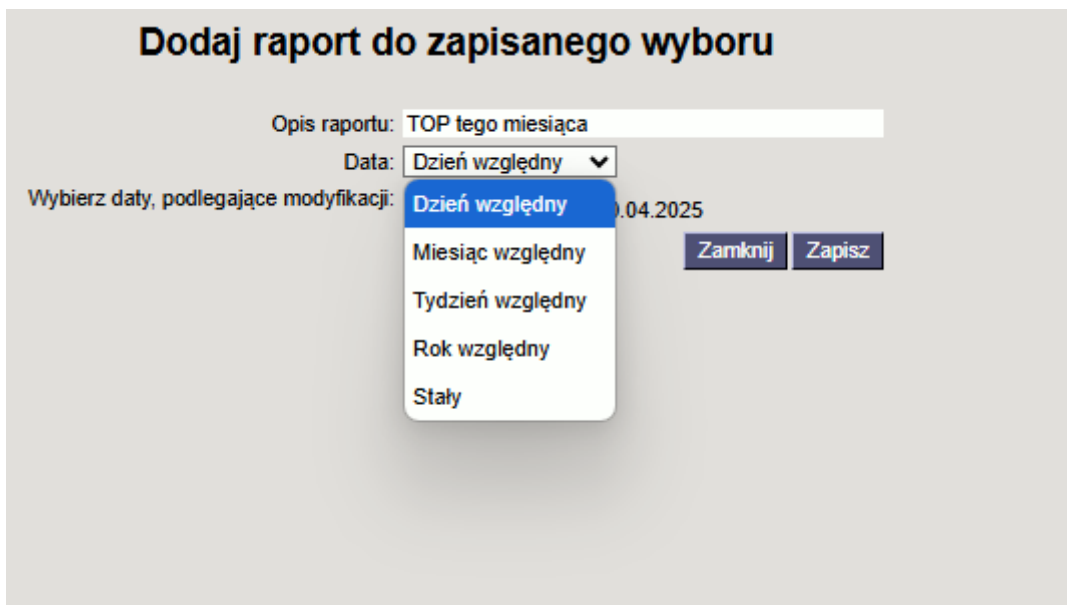 Dodaj raport do zapisanego wyboru
Opis raportu: TOP tego miesiąca
Data: Dzień względny
Wybierz daty, podlegające modyfikacji:
Dzień względny
.04.2025
Miesiąc względny
Zamknij Zapisz
Tydzień względny
Rok względny
Stały